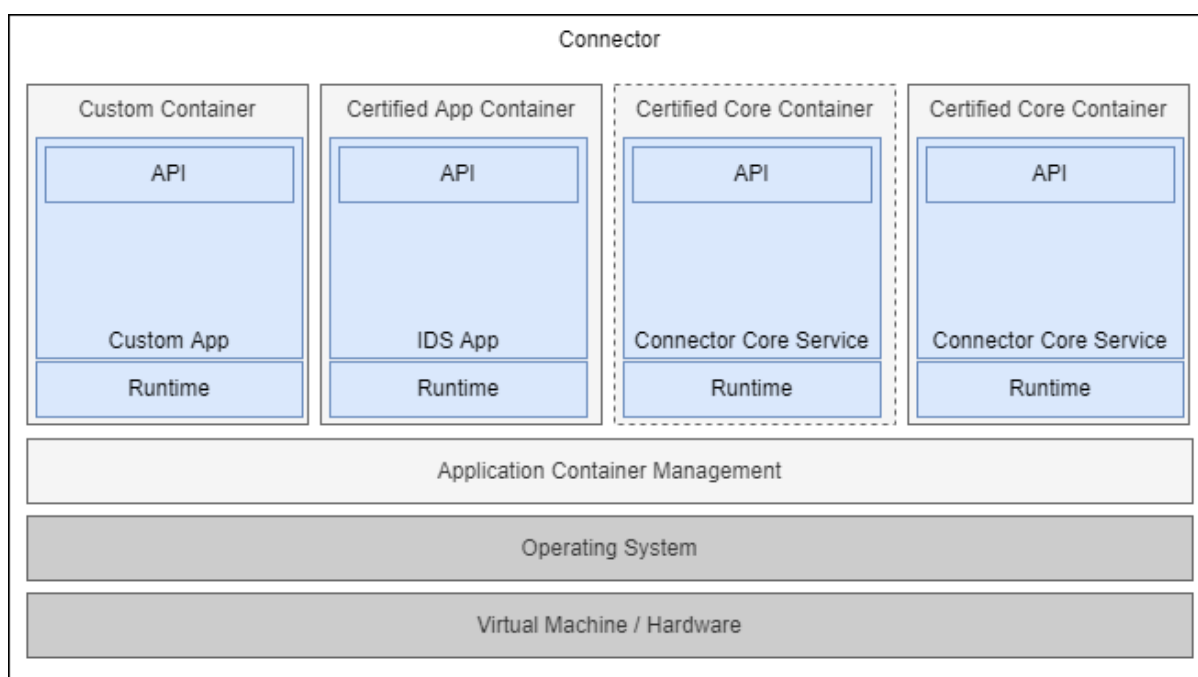 Connector
Custom Container
Certified App Container
Certified Core Container
Certified Core Container
API
API
API
API
Custom App
IDS App
Connector Core Service
Connector Core Service
Runtime
Runtime
Runtime
Runtime
Application Container Management
Operating System
Virtual Machine / Hardware